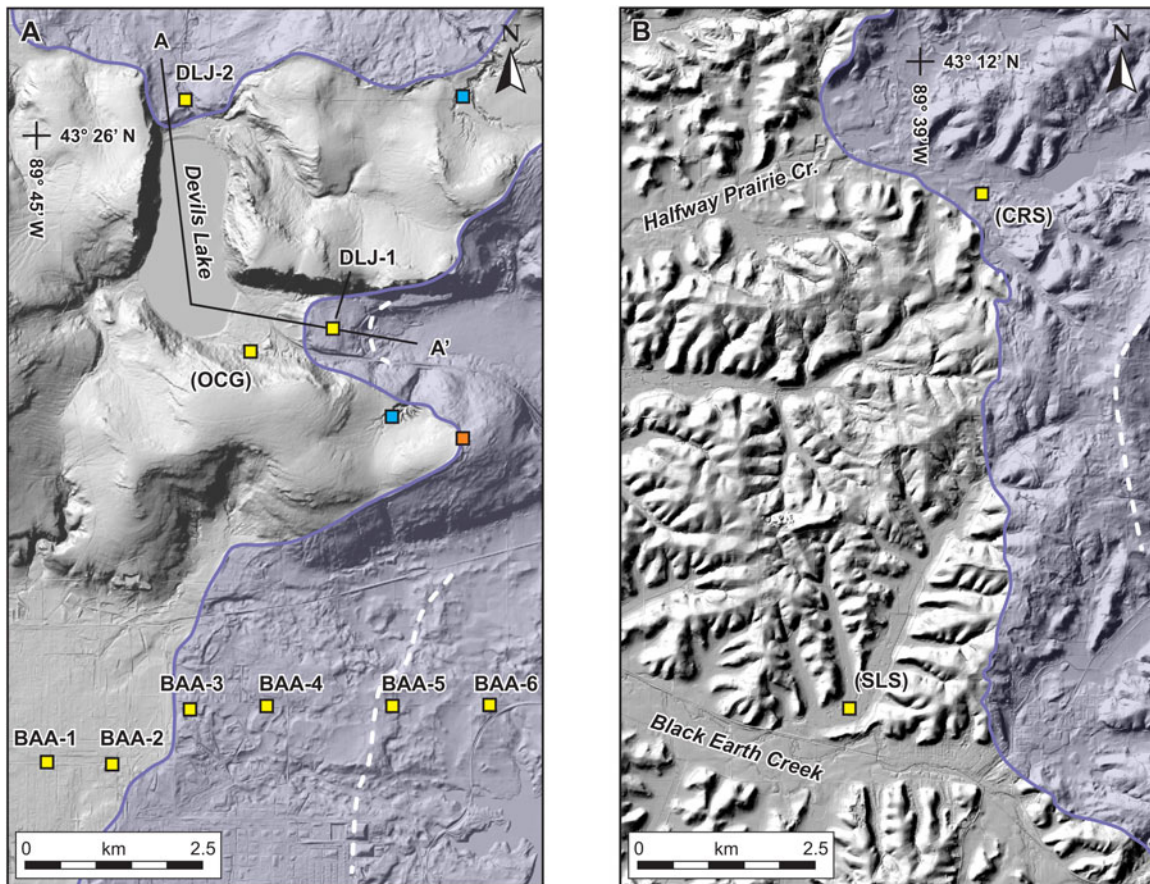 A
A
N
DLJ-2
43° 26’ N
89° 45’ W
Devils Lake
DLJ-1
A’
(OCG)
BAA-3
BAA-4
BAA-5
BAA-6
BAA-1
BAA-2
0 km 2.5
B
N
43° 12’ N
89° 39’ W
Halfway Prairie Cr.
(CRS)
(SLS)
Black Earth Creek
0 km 2.5